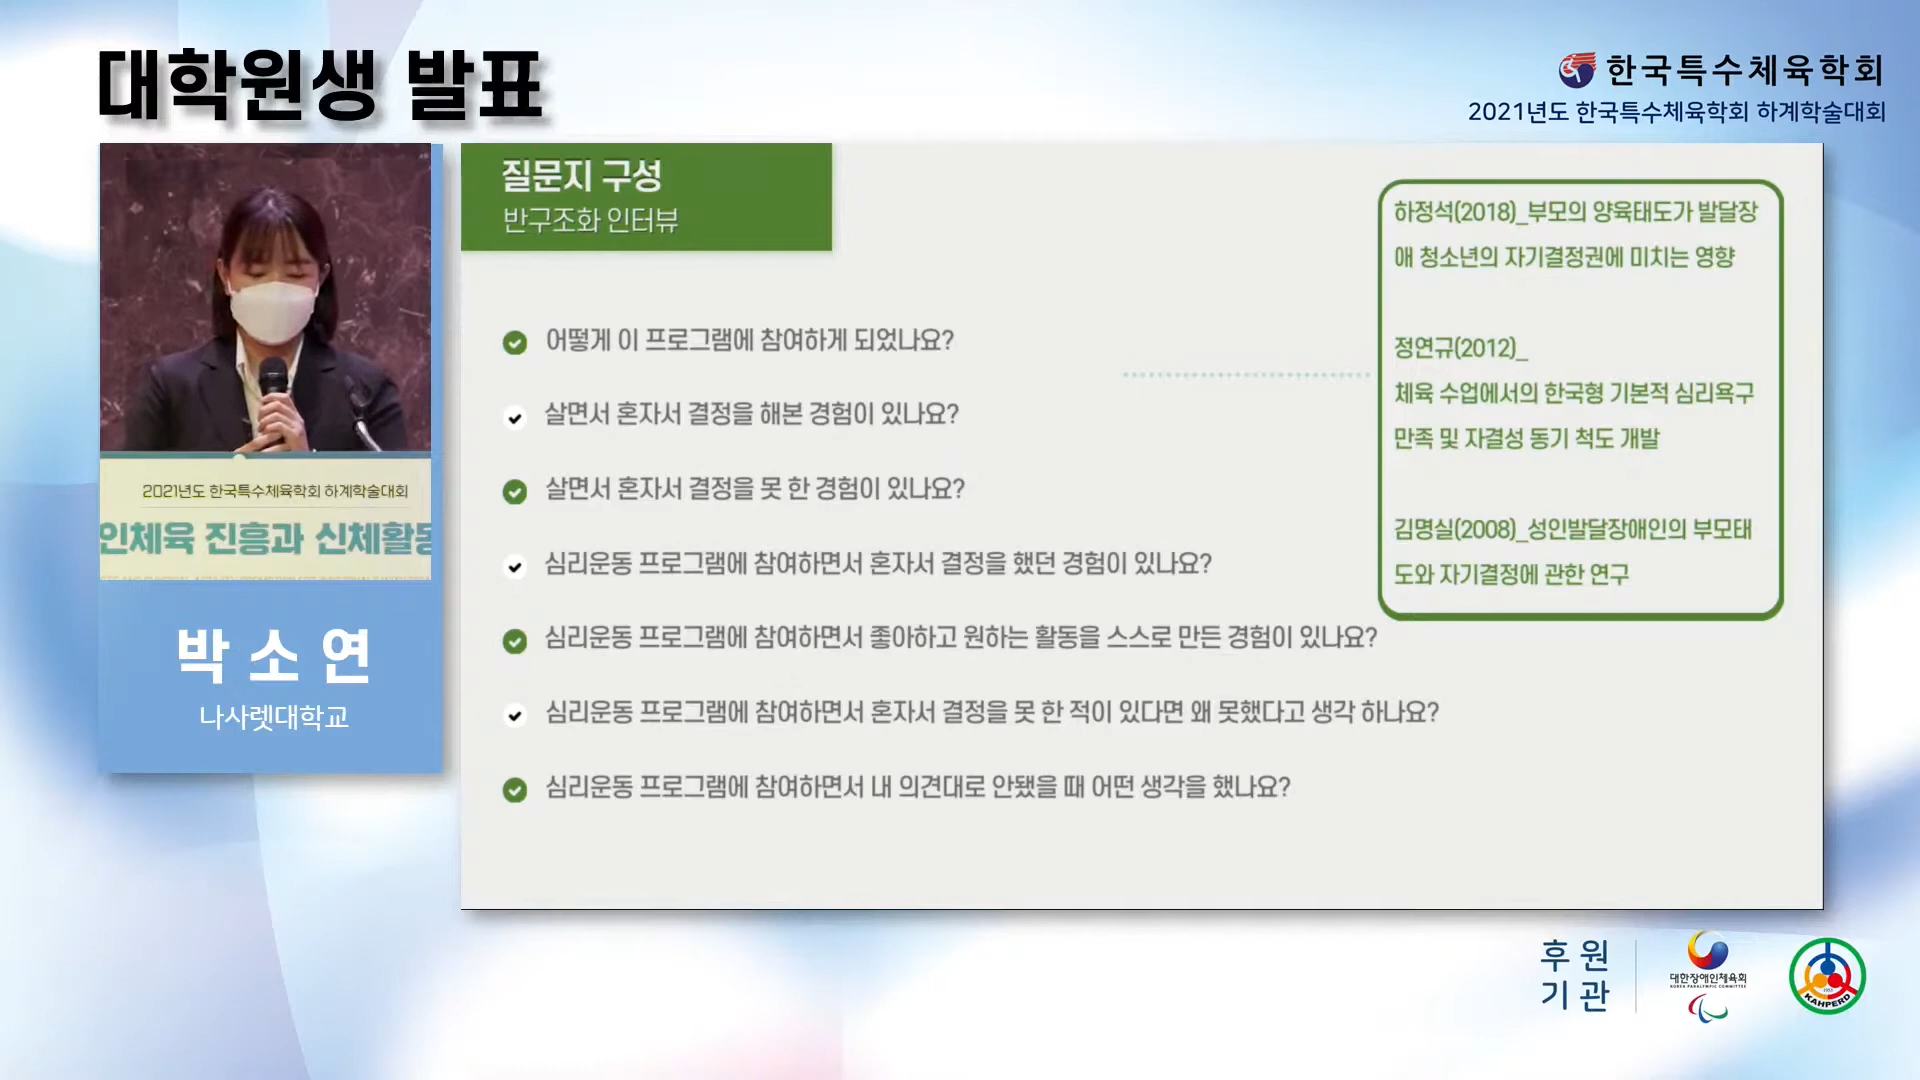 대학원생 발표
한국특수체육학회
2021년도 한국특수체육학회 하계학술대회
2021년도 한국특수체육학회 하계학술대회
인체육 진흥과 신체활동
박소연
나사렛대학교
질문지 구성
반구조화 인터뷰
어떻게 이 프로그램에 참여하게 되었나요?
살면서 혼자서 결정을 해본 경험이 있나요?
살면서 혼자서 결정을 못 한 경험이 있나요?
심리운동 프로그램에 참여하면서 혼자서 결정을 했던 경험이 있나요?
심리운동 프로그램에 참여하면서 좋아하고 원하는 활동을 스스로 만든 경험이 있나요?
심리운동 프로그램에 참여하면서 혼자서 결정을 못 한 적이 있다면 왜 못했다고 생각 하나요?
심리운동 프로그램에 참여하면서 내 의견대로 안됐을 때 어떤 생각을 했나요?
하정석(2018)_부모의 양육태도가 발달장
애 청소년의 자기결정권에 미치는 영향
정연규(2012)_
체육 수업에서의 한국형 기본적 심리욕구
만족 및 자결성 동기 척도 개발
김명실(2008)_성인발달장애인의 부모태
도와 자기결정에 관한 연구
후원
기관
대한장애인체육회
KOREA PARALYMPIC COMMITTEE
KAHPERD